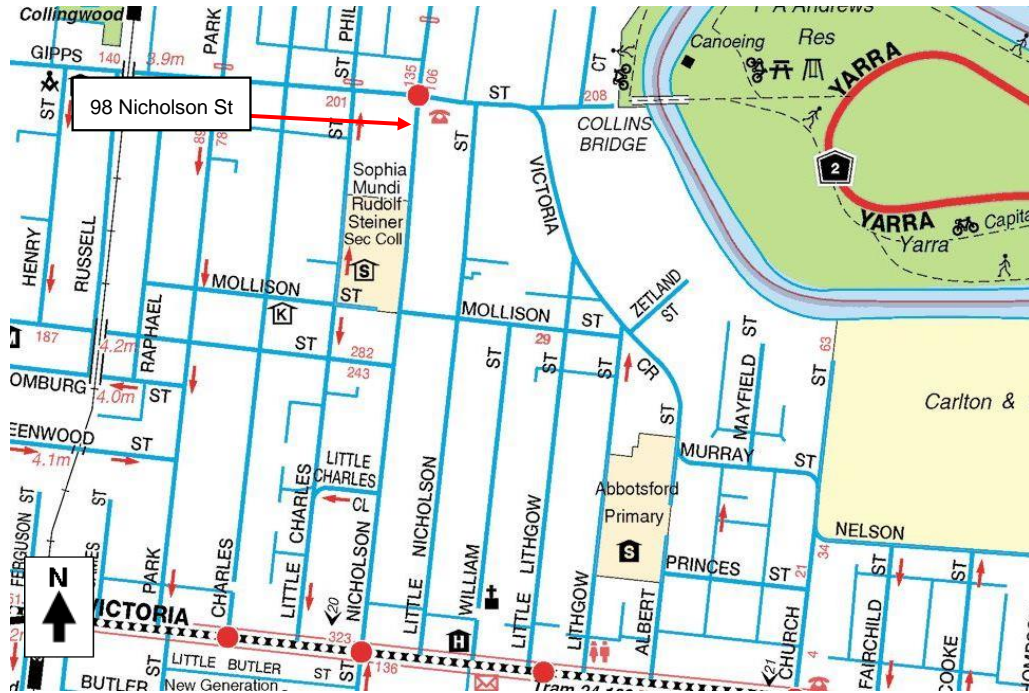 Collingwood
GIPPS
140
3.9m
PARK
PHIL
ST
135
106
201
ST
98 Nicholson St
89
78
ST
ST
ST
208
CT
COLLINS
BRIDGE
Canoeing
Res
YARRA
2
YARRA
Yarra
Capita
VICTORIA
Sophia
Mundi
Rudolf
Steiner
Sec Coll
S
HENRY
RUSSELL
RAPHAEL
MOLLISON
ST
K
MOLLISON
ST
ZETLAND
ST
29
187
4.2m
ST
282
243
ST
ST
ST
CR
ST
MAYFIELD
ST
63
ST
Carlton &
OMBURG
ST
4.0m
EENWOOD
ST
4.1m
LITTLE
CHARLES
CL
MURRAY
ST
Abbotsford
Primary
S
NELSON
34
PRINCES
ST
21
FERGUSON
ST
ST
N
PARK
CHARLES
LITTLE
CHARLES
NICHOLSON
LITTLE
NICHOLSON
WILLIAM
LITTLE
LITHGOW
LITHGOW
ALBERT
CHURCH
FAIRCHILD
ST
COOKE
ST
VICTORIA
20
323
136
H
21
4
LITTLE BUTLER
ST
BUTLER
ST
New Generation
ST